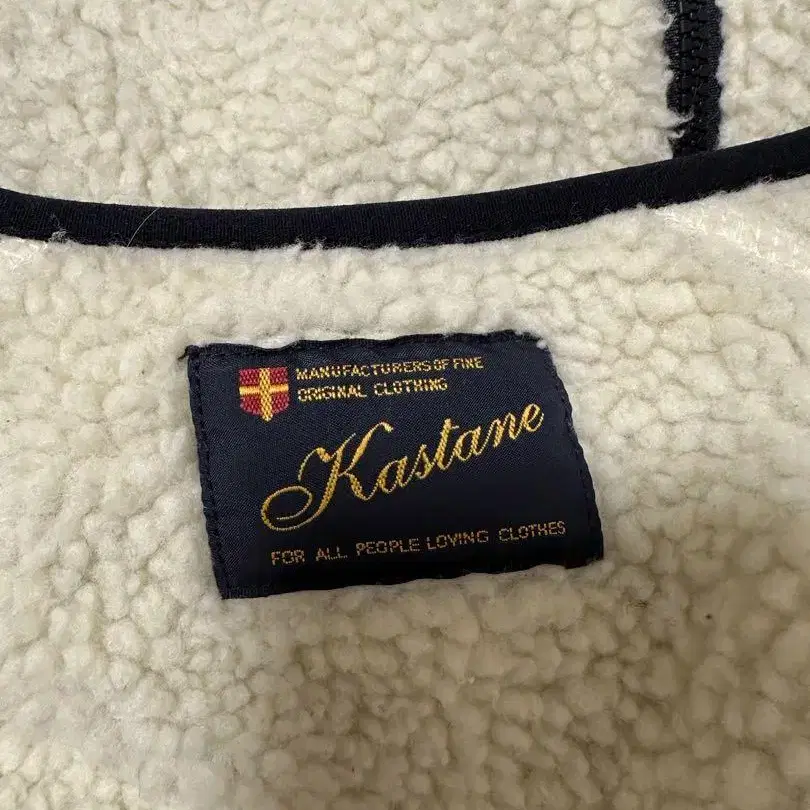 MANUFACTURERS OF FINE
ORIGINAL CLOTHING
Kastane
FOR ALL PEOPLE LOVING CLOTHES